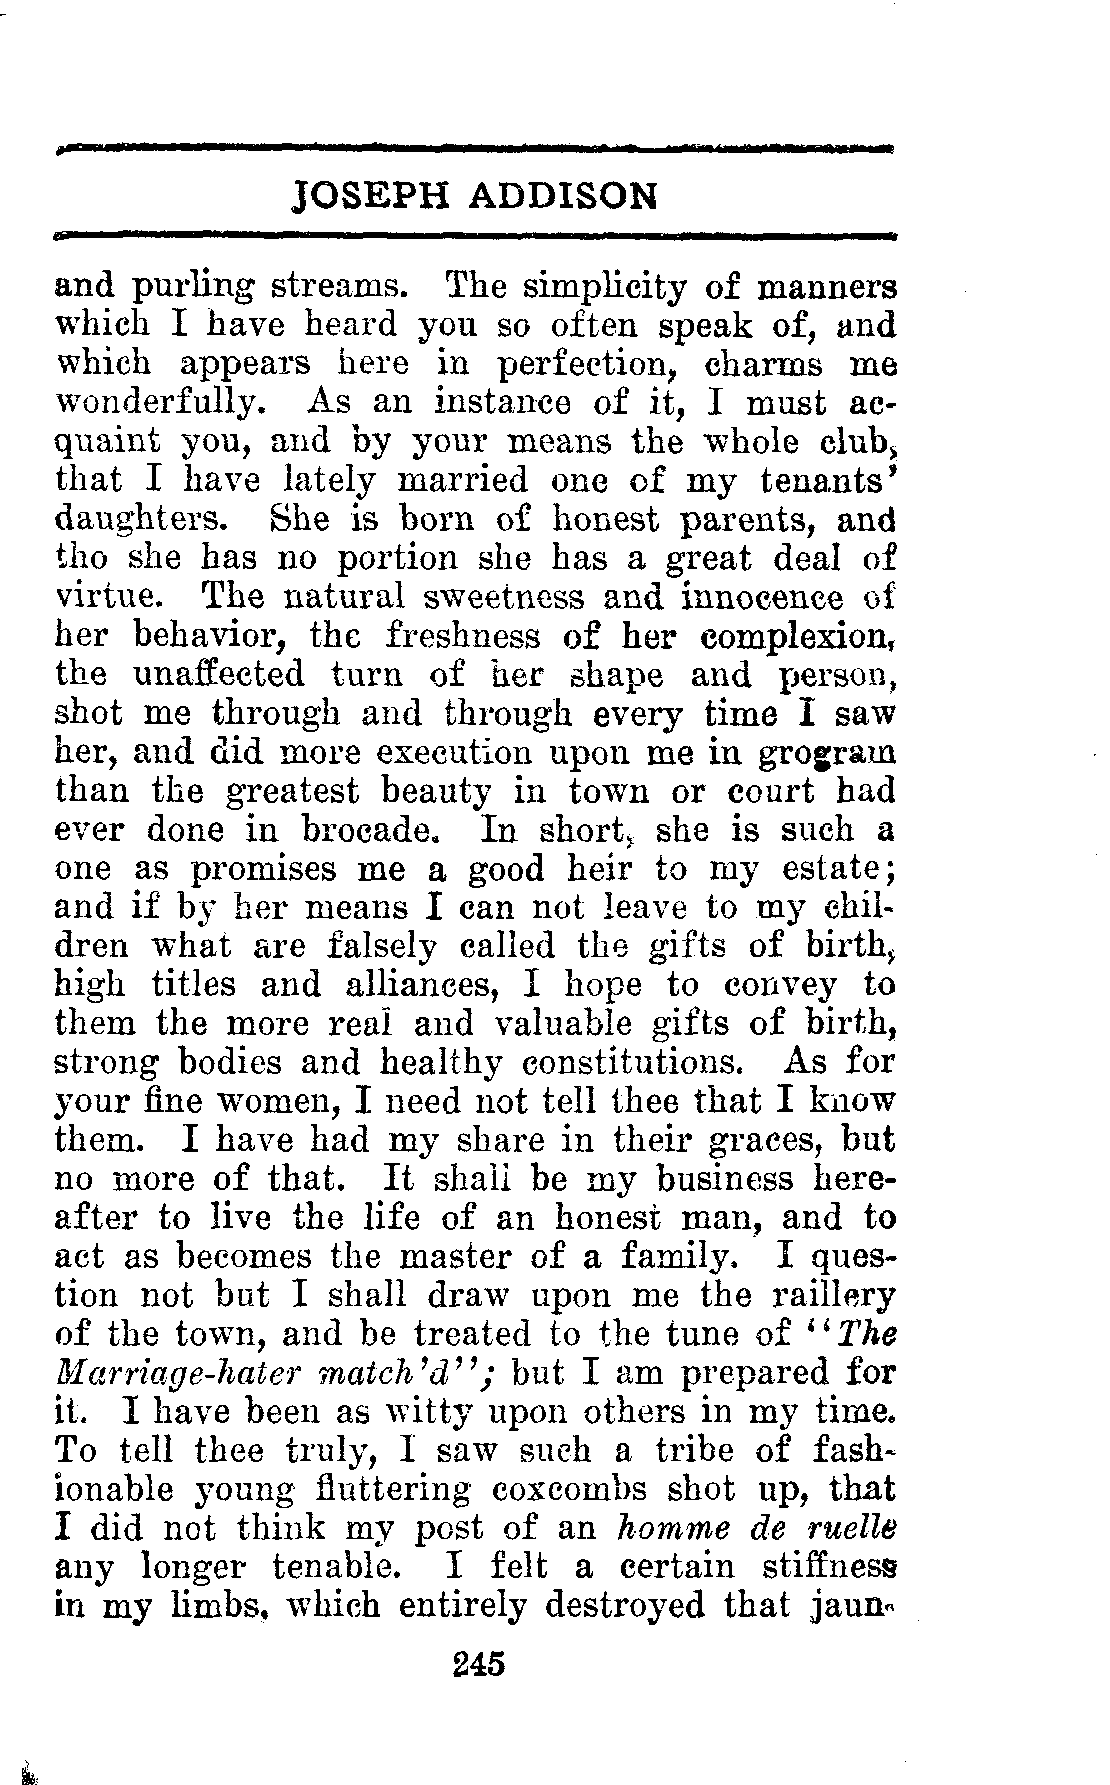 JOSEPH ADDISON
and purling streams. The simplicity of manners
which I have heard you so often speak of, and
which appears here in perfection, charms me
wonderfully. As an instance of it, I must ac-
quaint you, and by your means the whole club,
that I have lately married one of my tenants'
daughters. She is born of honest parents, and
tho she has no portion she has a great deal of
virtue. The natural sweetness and innocence of
her behavior, the freshness of her complexion,
the unaffected turn of her shape and person,
shot me through and through every time I saw
her, and did more execution upon me in grogram
than the greatest beauty in town or court had
ever done in brocade. In short, she is such a
one as promises me a good heir to my estate;
and if by her means I can not leave to my chil-
dren what are falsely called the gifts of birth,
high titles and alliances, I hope to convey to
them the more real and valuable gifts of birth,
strong bodies and healthy constitutions. As for
your fine women, I need not tell thee that I know
them. I have had my share in their graces, but
no more of that. It shall be my business here-
after to live the life of an honest man, and to
act as becomes the master of a family. I ques-
tion not but I shall draw upon me the raillery
of the town, and be treated to the tune of "The
Marriage-hater match'd"; but I am prepared for
it. I have been as witty upon others in my time.
To tell thee truly, I saw such a tribe of fash-
ionable young fluttering coxcombs shot up, that
I did not think my post of an homme de ruelle
any longer tenable. I felt a certain stiffness
in my limbs, which entirely destroyed that jaun-
245